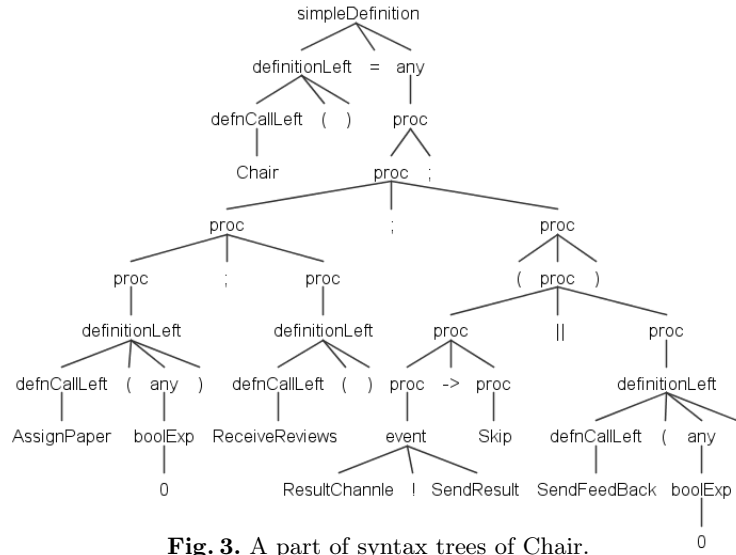 simpleDefinition
definitionLeft = any
defnCallLeft ( ) proc
Chair proc ;
proc ; proc
proc ; proc ( proc )
definitionLeft definitionLeft proc || proc
defnCallLeft ( any ) defnCallLeft ( ) proc -> proc definitionLeft
AssignPaper boolExp ReceiveReviews event Skip defnCallLeft ( any
0 ResultChannle ! SendResult SendFeedBack boolExp
0
Fig. 3. A part of syntax trees of Chair.